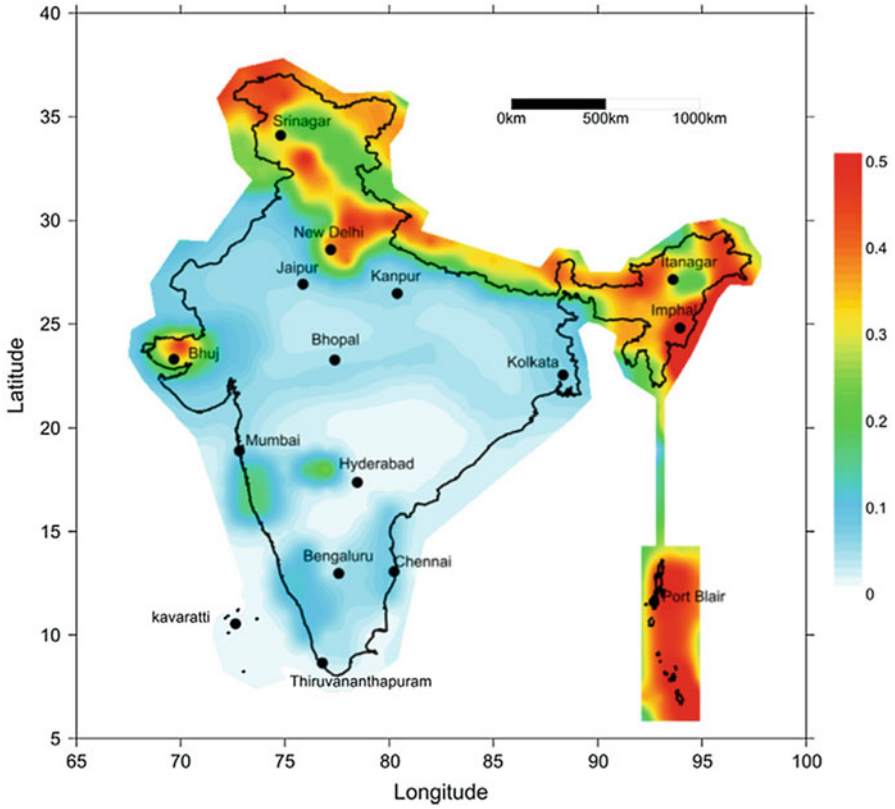 40
35
30
25
20
15
10
5
Latitude
65
70
75
80
85
90
95
100
Longitude
0km
500km
1000km
0.5
0.4
0.3
0.2
0.1
0
Srinagar
New Delhi
Jaipur
Kanpur
Itanagar
Imphal
Bhuj
Bhopal
Kolkata
Mumbai
Hyderabad
Bengaluru
Chennai
Port Blair
kavaratti
Thiruvananthapuram